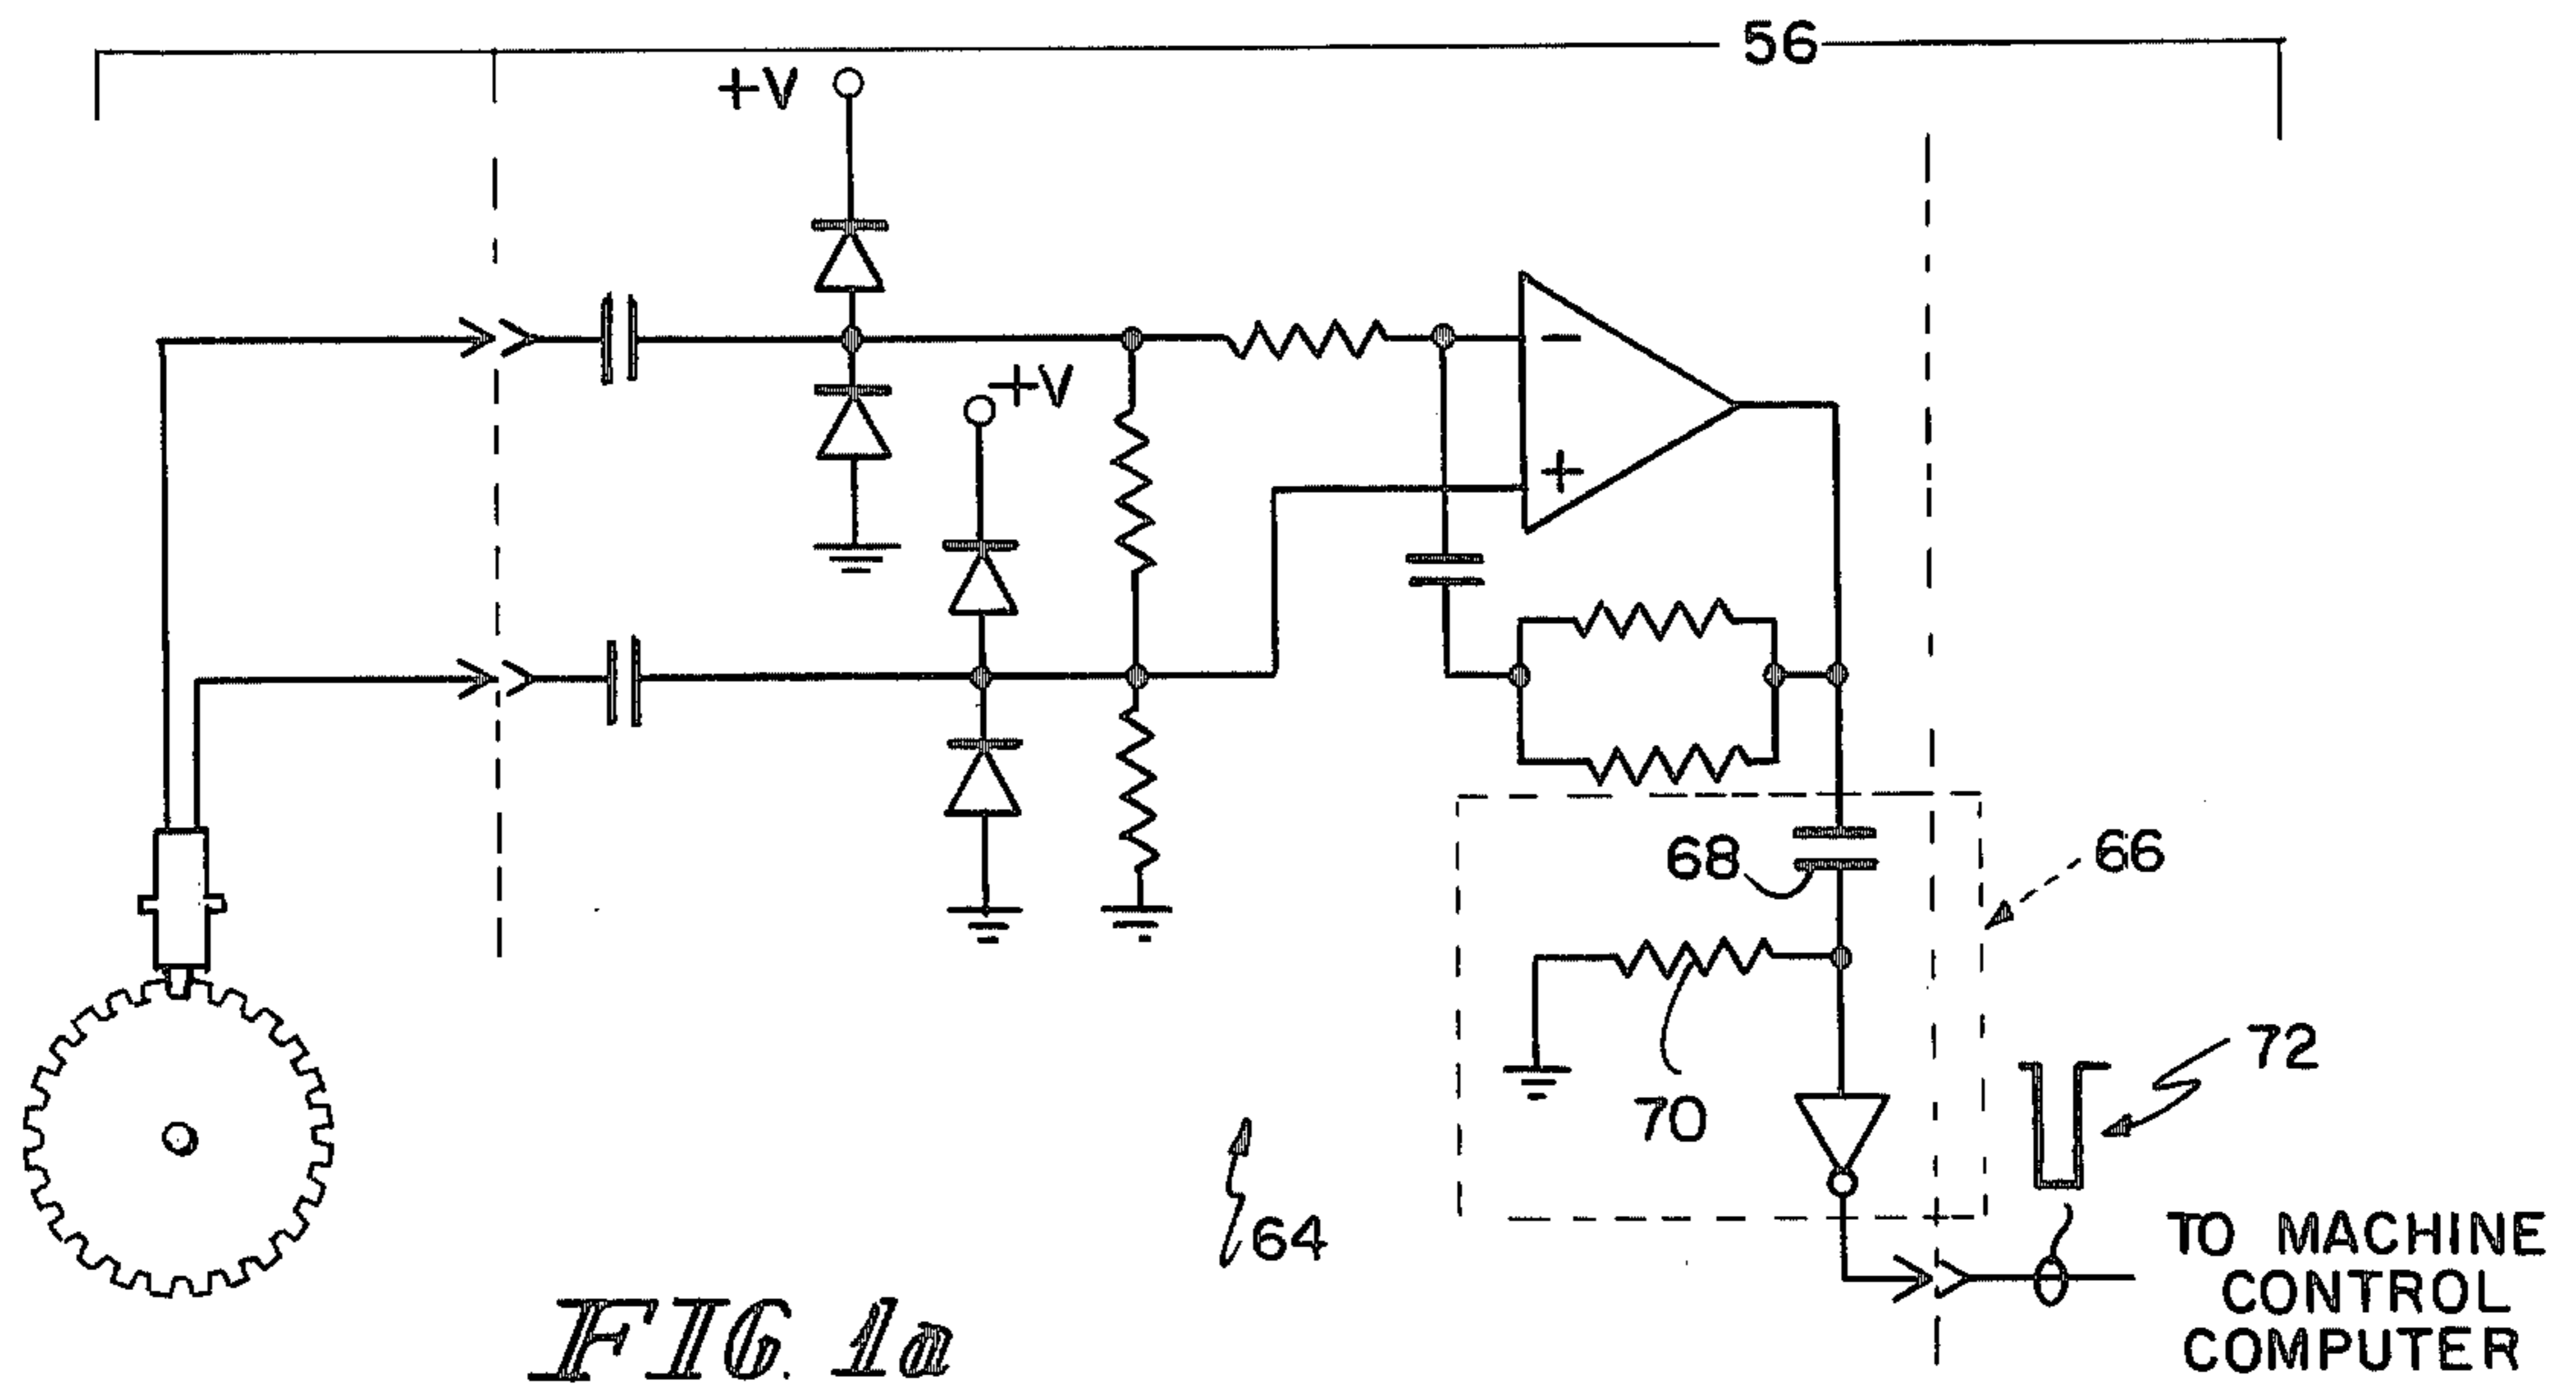 56
+V
+V
−
+
68
66
70
72
64
TO MACHINE
CONTROL
COMPUTER
FIG. 1a